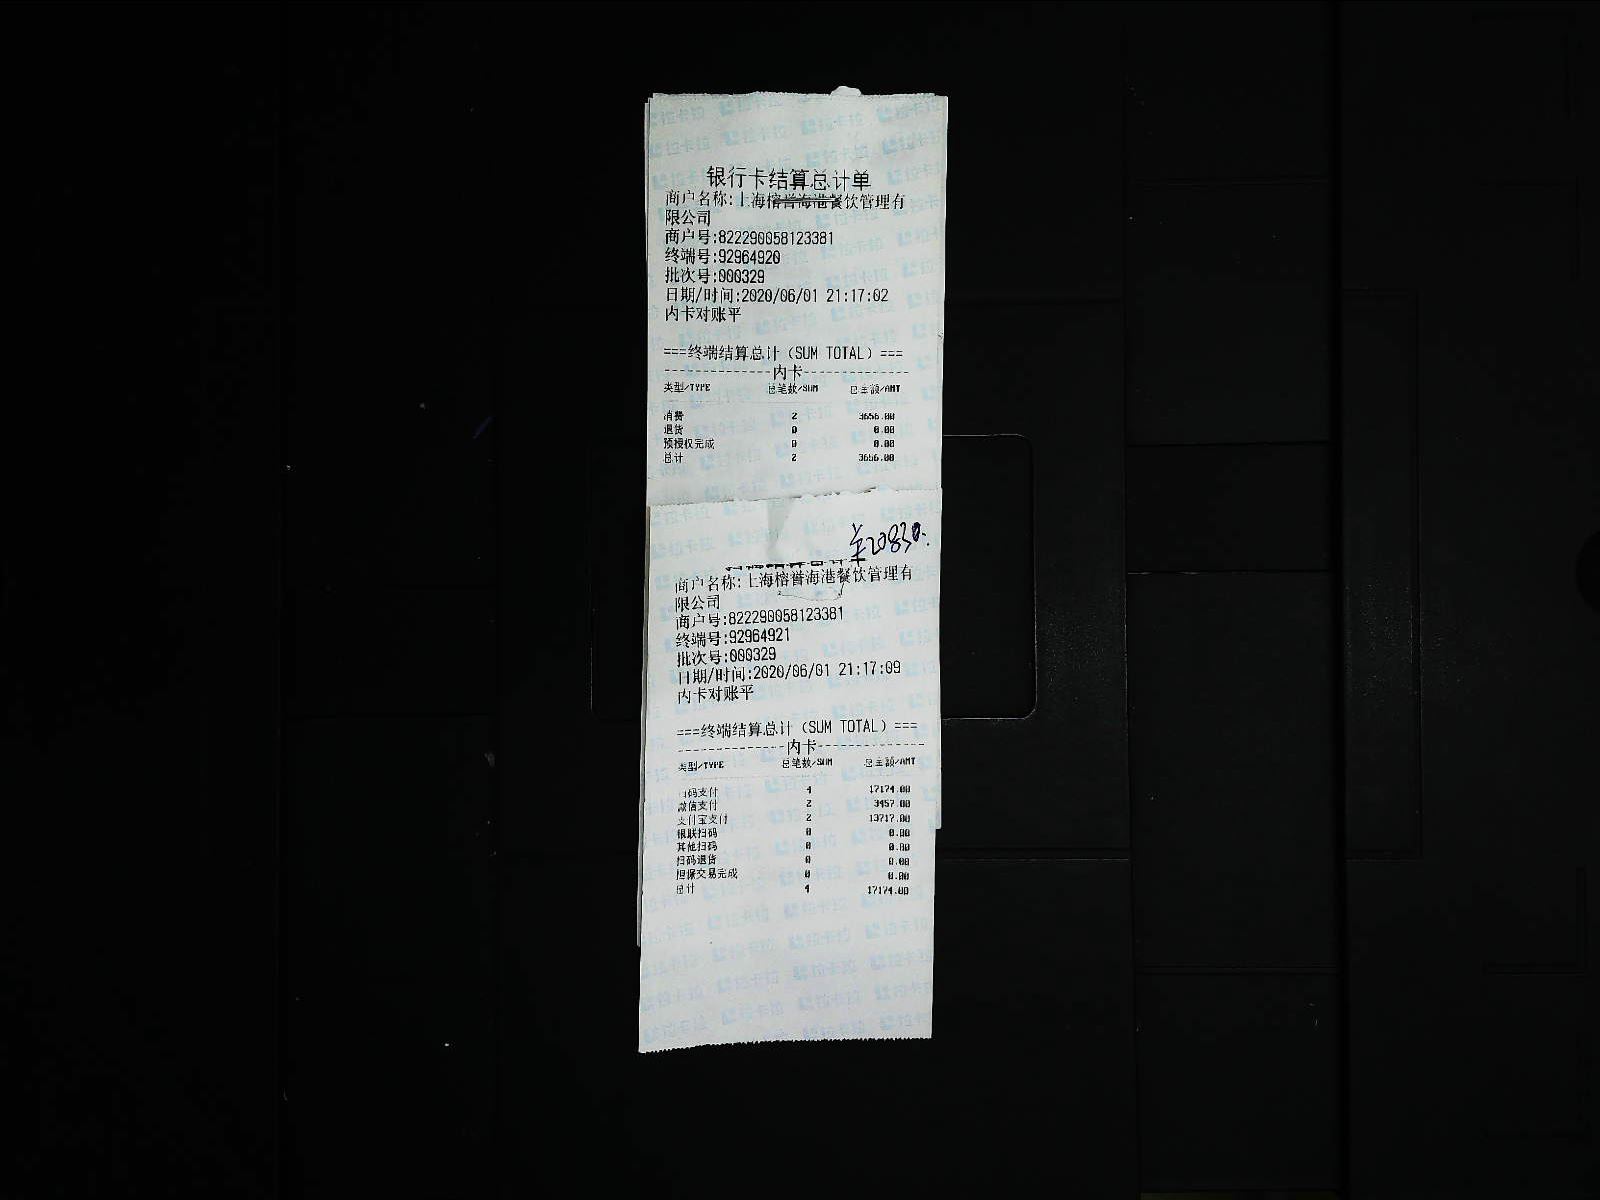 银行卡结算总计单
商户名称:上海榕誉海港餐饮管理有
限公司
商户号:822290058123381
终端号:92964920
批次号:000329
日期/时间:2020/06/01 21:17:02
内卡对账平
===终端结算总计(SUM TOTAL)===
-------------内卡-------------
类型/TYPE 总笔数/SUM 总金额/AMT
消费 2 3656.00
退货 0 0.00
预授权完成 0 0.00
总计 2 3656.00
¥20830.
商户名称:上海榕誉海港餐饮管理有
限公司
商户号:822290058123381
终端号:92964921
批次号:000329
日期/时间:2020/06/01 21:17:09
内卡对账平
===终端结算总计(SUM TOTAL)===
-------------内卡-------------
类型/TYPE 总笔数/SUM 总金额/AMT
扫码支付 4 17174.00
微信支付 2 3457.00
支付宝支付 2 13717.00
银联扫码 0 0.00
其他扫码 0 0.00
扫码退货 0 0.00
担保交易完成 0 0.00
总计 4 17174.00